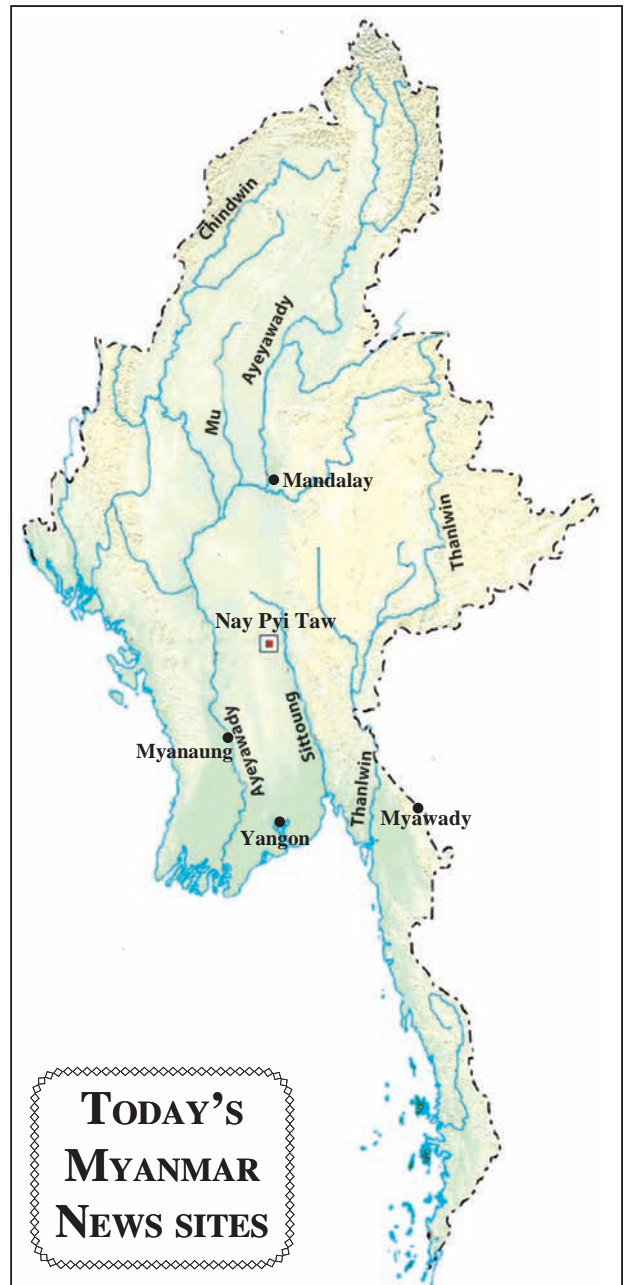 Chindwin
Ayeyawady
Mu
Mandalay
Thanlwin
Nay Pyi Taw
Sittoung
Ayeyawady
Myanaung
Thanlwin
Myawady
Yangon
TODAY'S
MYANMAR
NEWS SITES